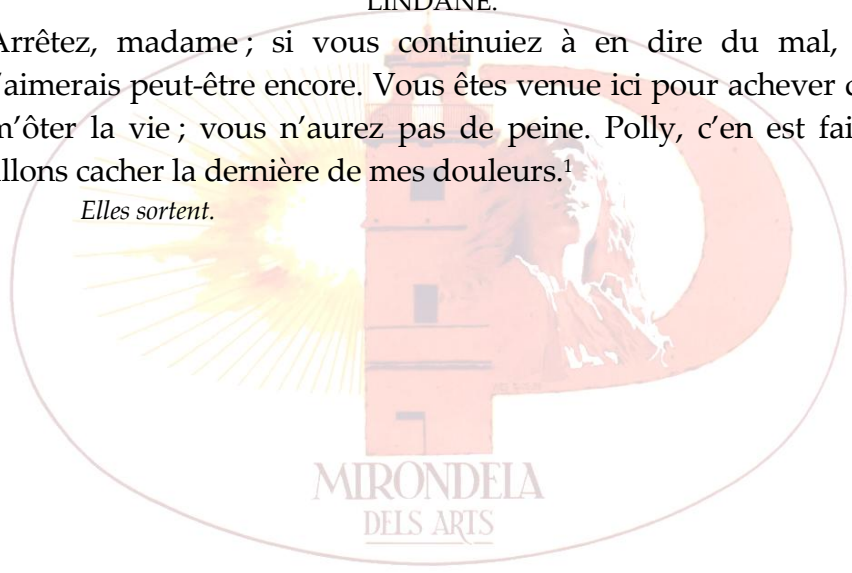 LINDANE.
Arrêtez, madame ; si vous continuiez à en dire du mal,
l'aimerais peut-être encore. Vous êtes venue ici pour achever d
m'ôter la vie ; vous n'aurez pas de peine. Polly, c'en est fai
allons cacher la dernière de mes douleurs.¹
Elles sortent.
MIRONDELA
DELS ARTS